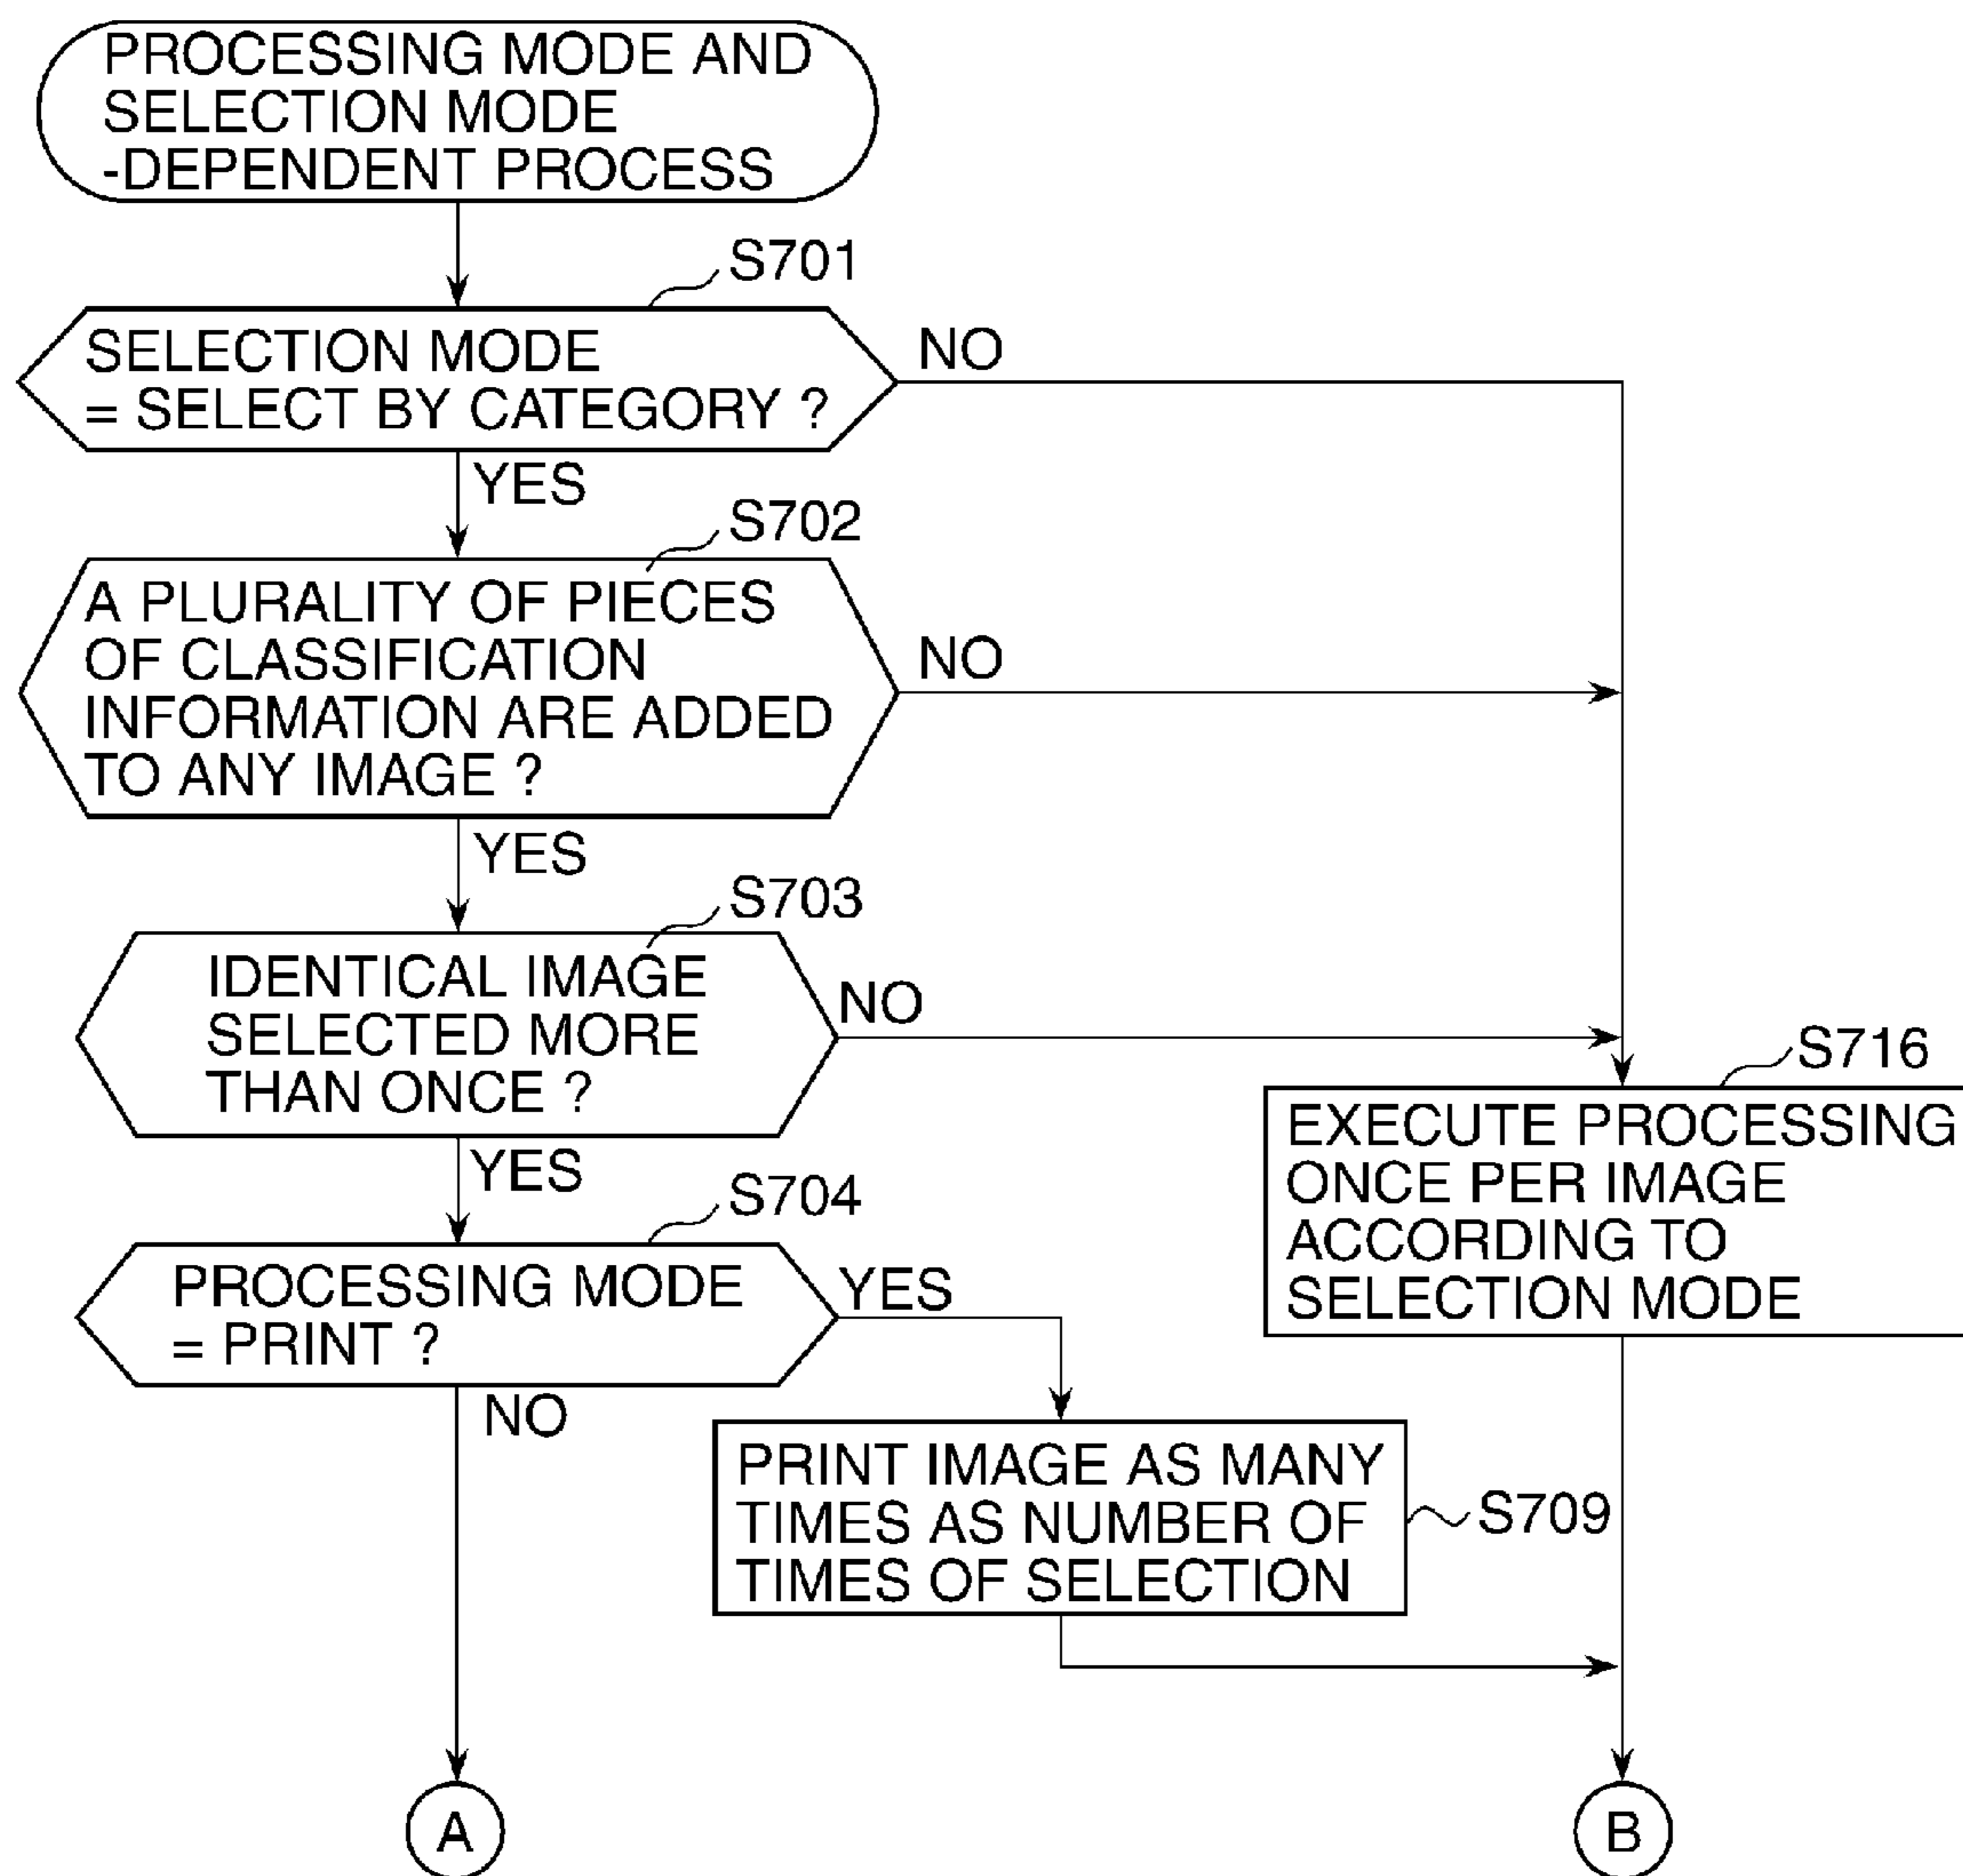 PROCESSING MODE AND
SELECTION MODE
-DEPENDENT PROCESS
S701
SELECTION MODE
= SELECT BY CATEGORY ?
NO
YES
S702
A PLURALITY OF PIECES
OF CLASSIFICATION
INFORMATION ARE ADDED
TO ANY IMAGE ?
NO
YES
S703
IDENTICAL IMAGE
SELECTED MORE
THAN ONCE ?
NO
YES
S704
PROCESSING MODE
= PRINT ?
YES
NO
S716
EXECUTE PROCESSING
ONCE PER IMAGE
ACCORDING TO
SELECTION MODE
PRINT IMAGE AS MANY
TIMES AS NUMBER OF
TIMES OF SELECTION
S709
A
B